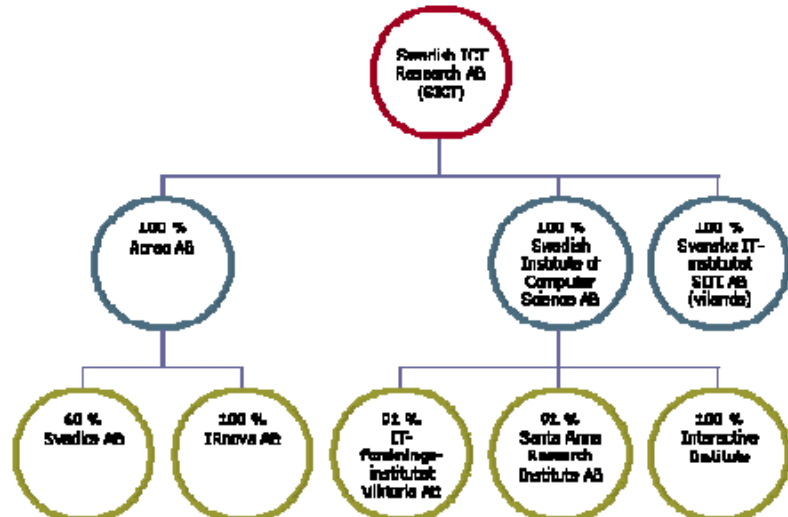 Swedish ICT
Research AB
(SICT)
100 %
Acreo AB
100 %
Swedish
Institute of
Computer
Science AB
100 %
Svenska IT-
institutet
SITI AB
(vilande)
60 %
Swedice AB
100 %
IRnova AB
91 %
IT-
forsknings-
institutet
Viktoria AB
91 %
Santa Anna
Research
Institute AB
100 %
Interactive
Institute